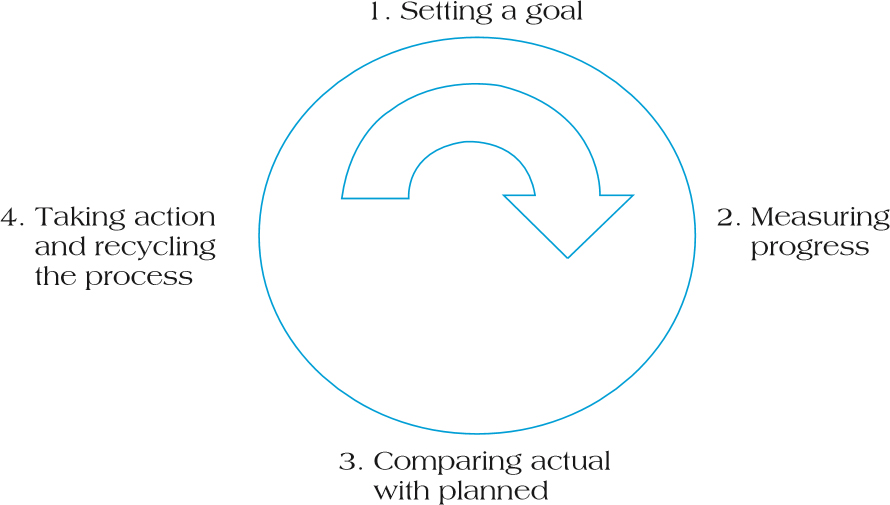 1. Setting a goal
2. Measuring
progress
3. Comparing actual
with planned
4. Taking action
and recycling
the process